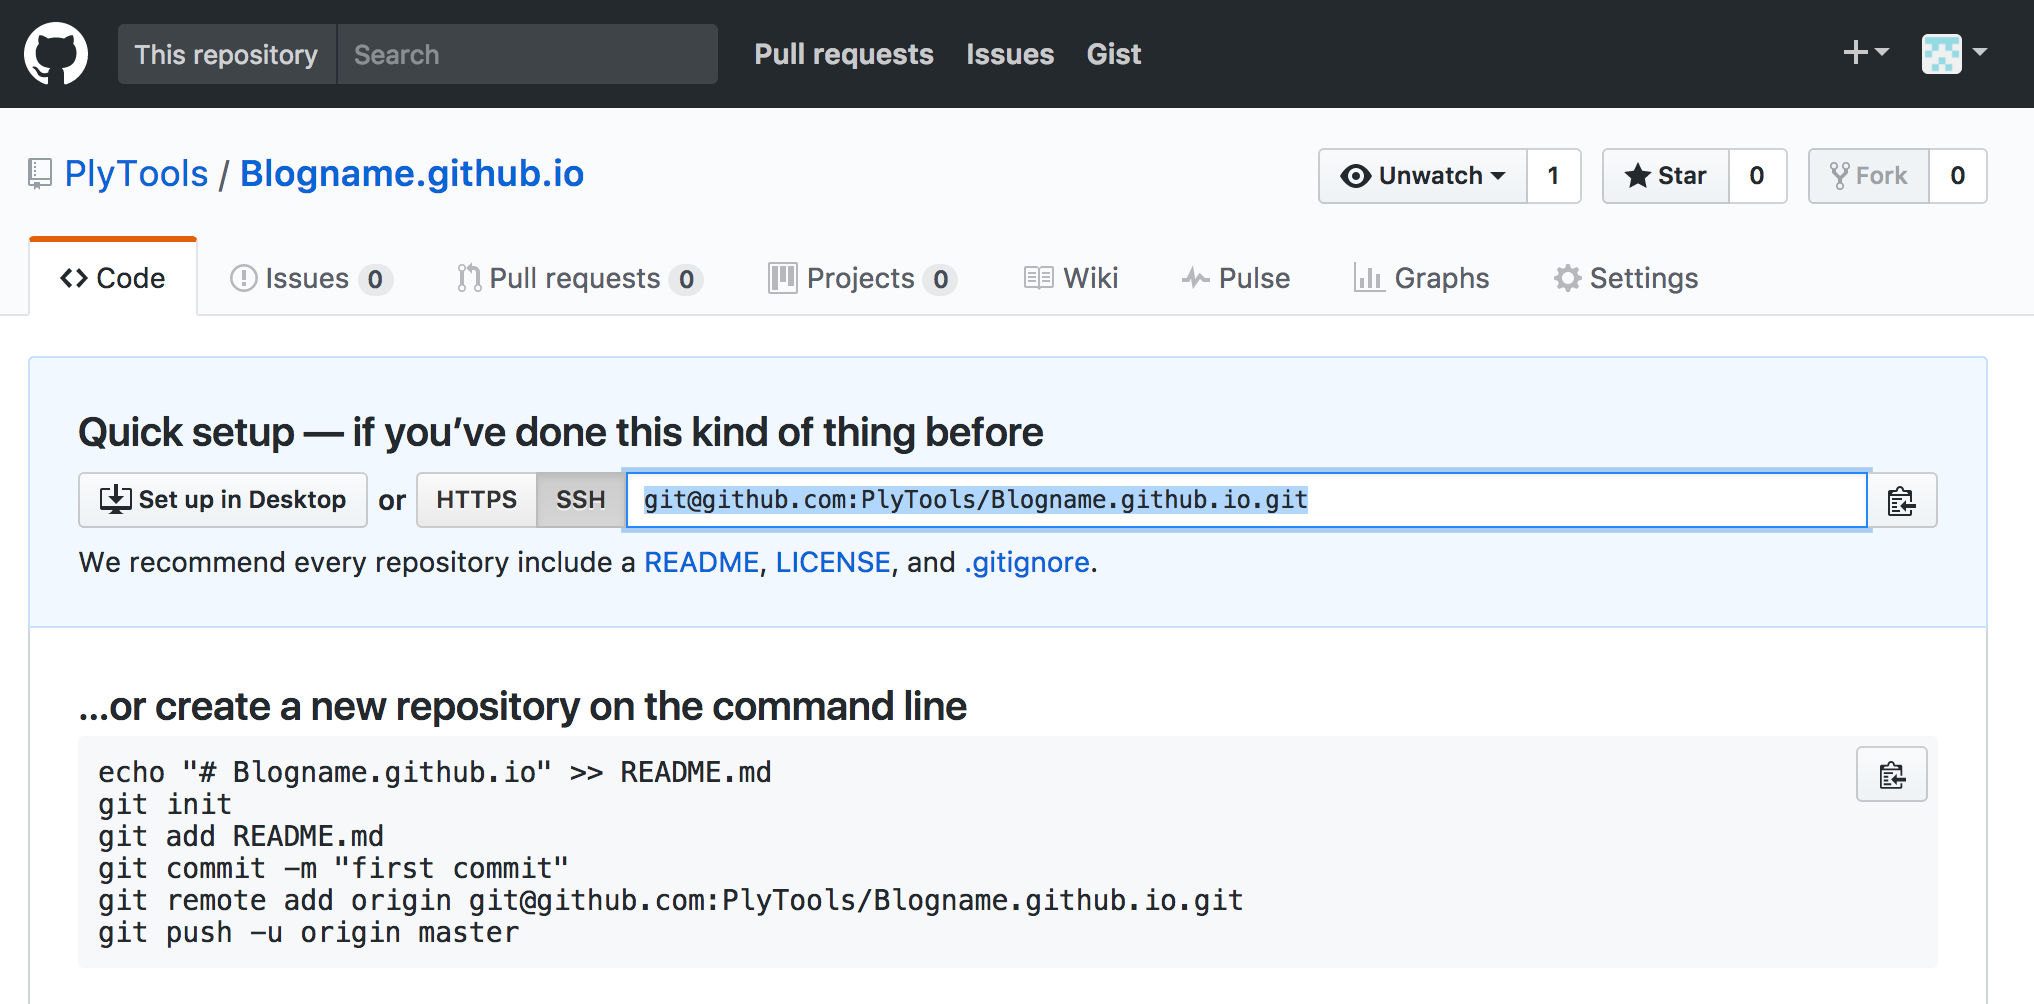 This repository Search Pull requests Issues Gist
PlyTools / Blogname.github.io Unwatch 1 Star 0 Fork 0
Code Issues 0 Pull requests 0 Projects 0 Wiki Pulse Graphs Settings
Quick setup — if you’ve done this kind of thing before
Set up in Desktop or HTTPS SSH git@github.com:PlyTools/Blogname.github.io.git
We recommend every repository include a README, LICENSE, and .gitignore.
…or create a new repository on the command line
echo "# Blogname.github.io" >> README.md
git init
git add README.md
git commit -m "first commit"
git remote add origin git@github.com:PlyTools/Blogname.github.io.git
git push -u origin master